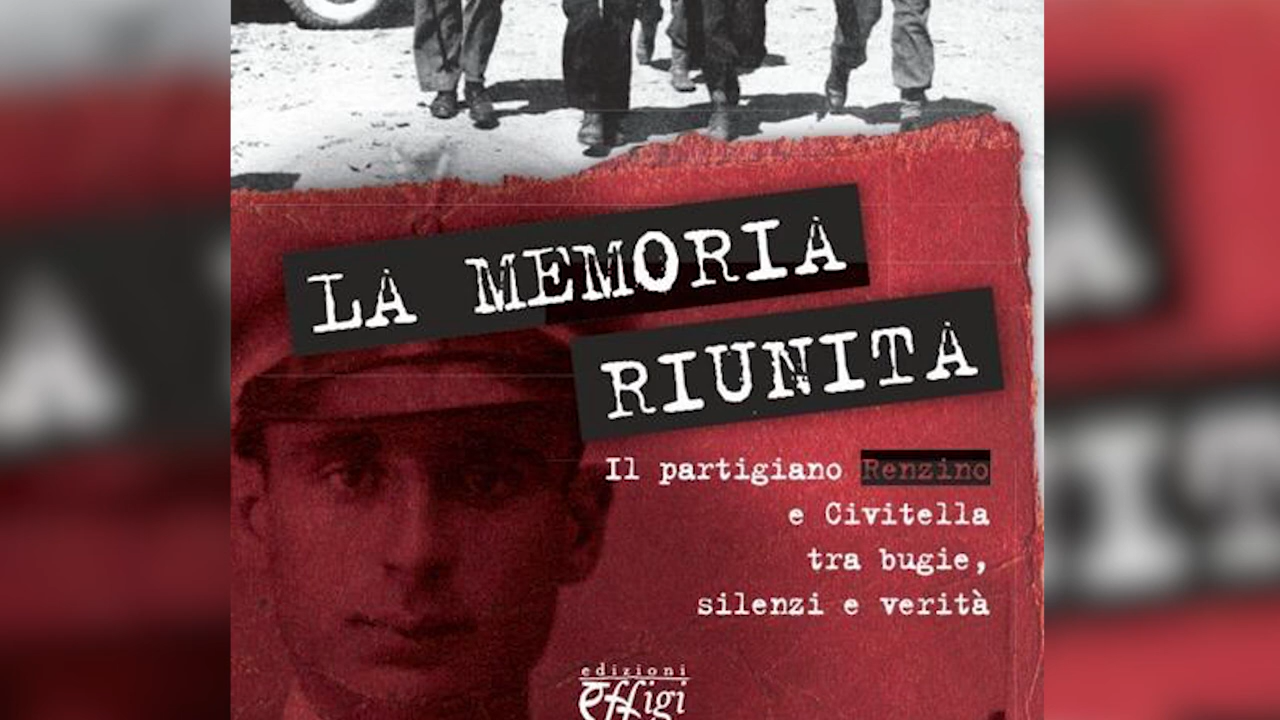 LA MEMORIA
RIUNITA
Il partigiano Renzino
e Civitella
tra bugie,
silenzi e verità
edizioni
effigi